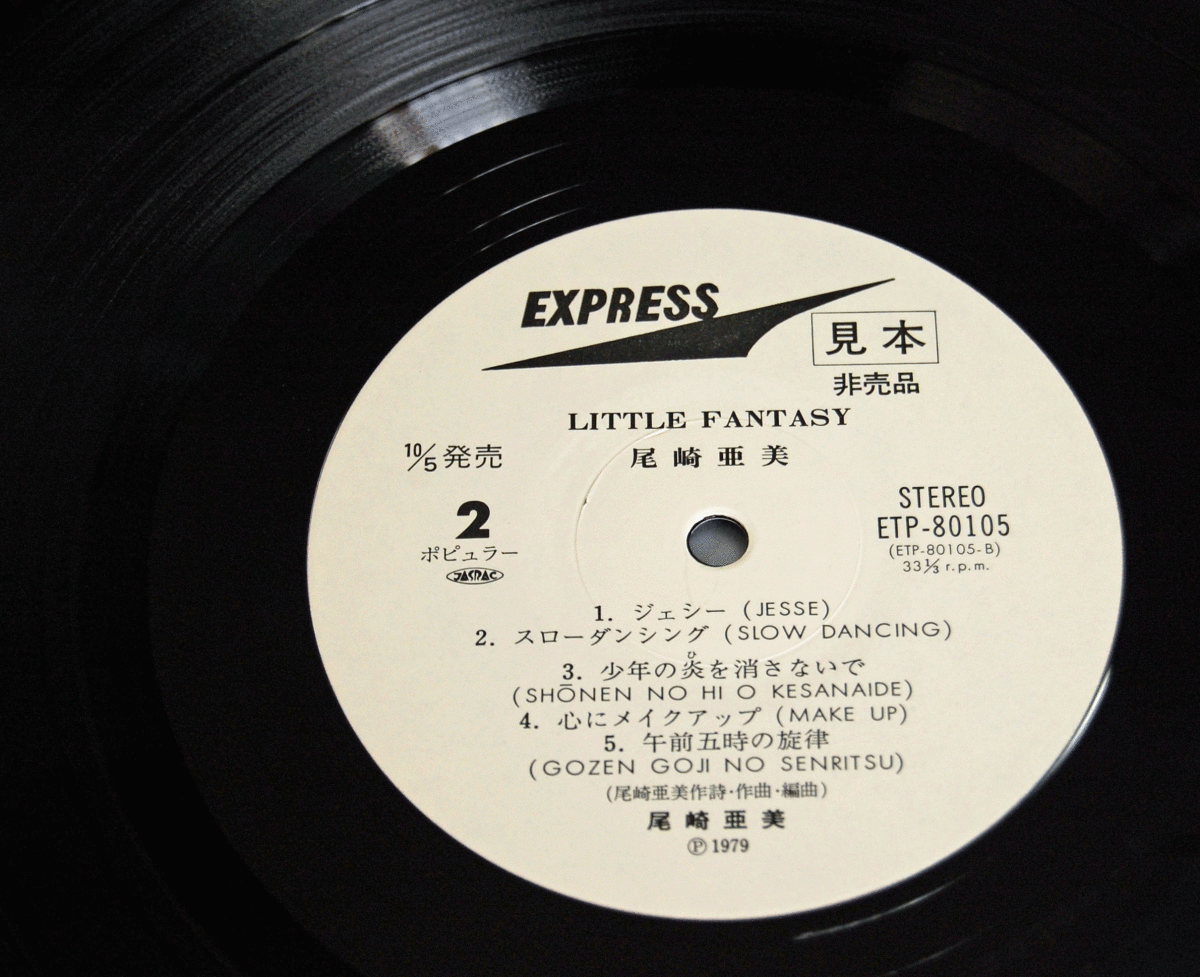 EXPRESS
見本
非売品
LITTLE FANTASY
尾崎亜美
10/5発売
2
ポピュラー
JASRAC
STEREO
ETP-80105
(ETP-80105-B)
33⅓ r.p.m.
1. ジェシー (JESSE)
2. スローダンシング (SLOW DANCING)
ひ
3. 少年の炎を消さないで
(SHŌNEN NO HI O KESANAIDE)
4. 心にメイクアップ (MAKE UP)
5. 午前五時の旋律
(GOZEN GOJI NO SENRITSU)
(尾崎亜美作詩・作曲・編曲)
尾崎亜美
Ⓟ1979